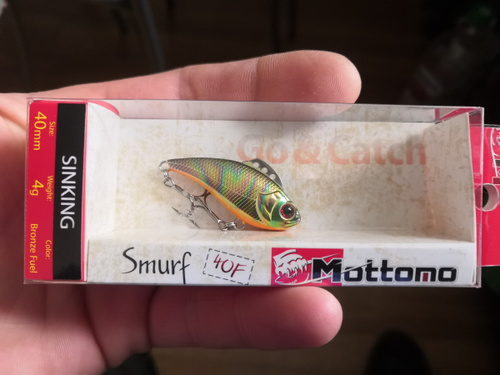 Size:
40mm
Weight:
4g
Color:
Bronze Fuel
SINKING
Go & Catch
Smurf
40F
Mottomo